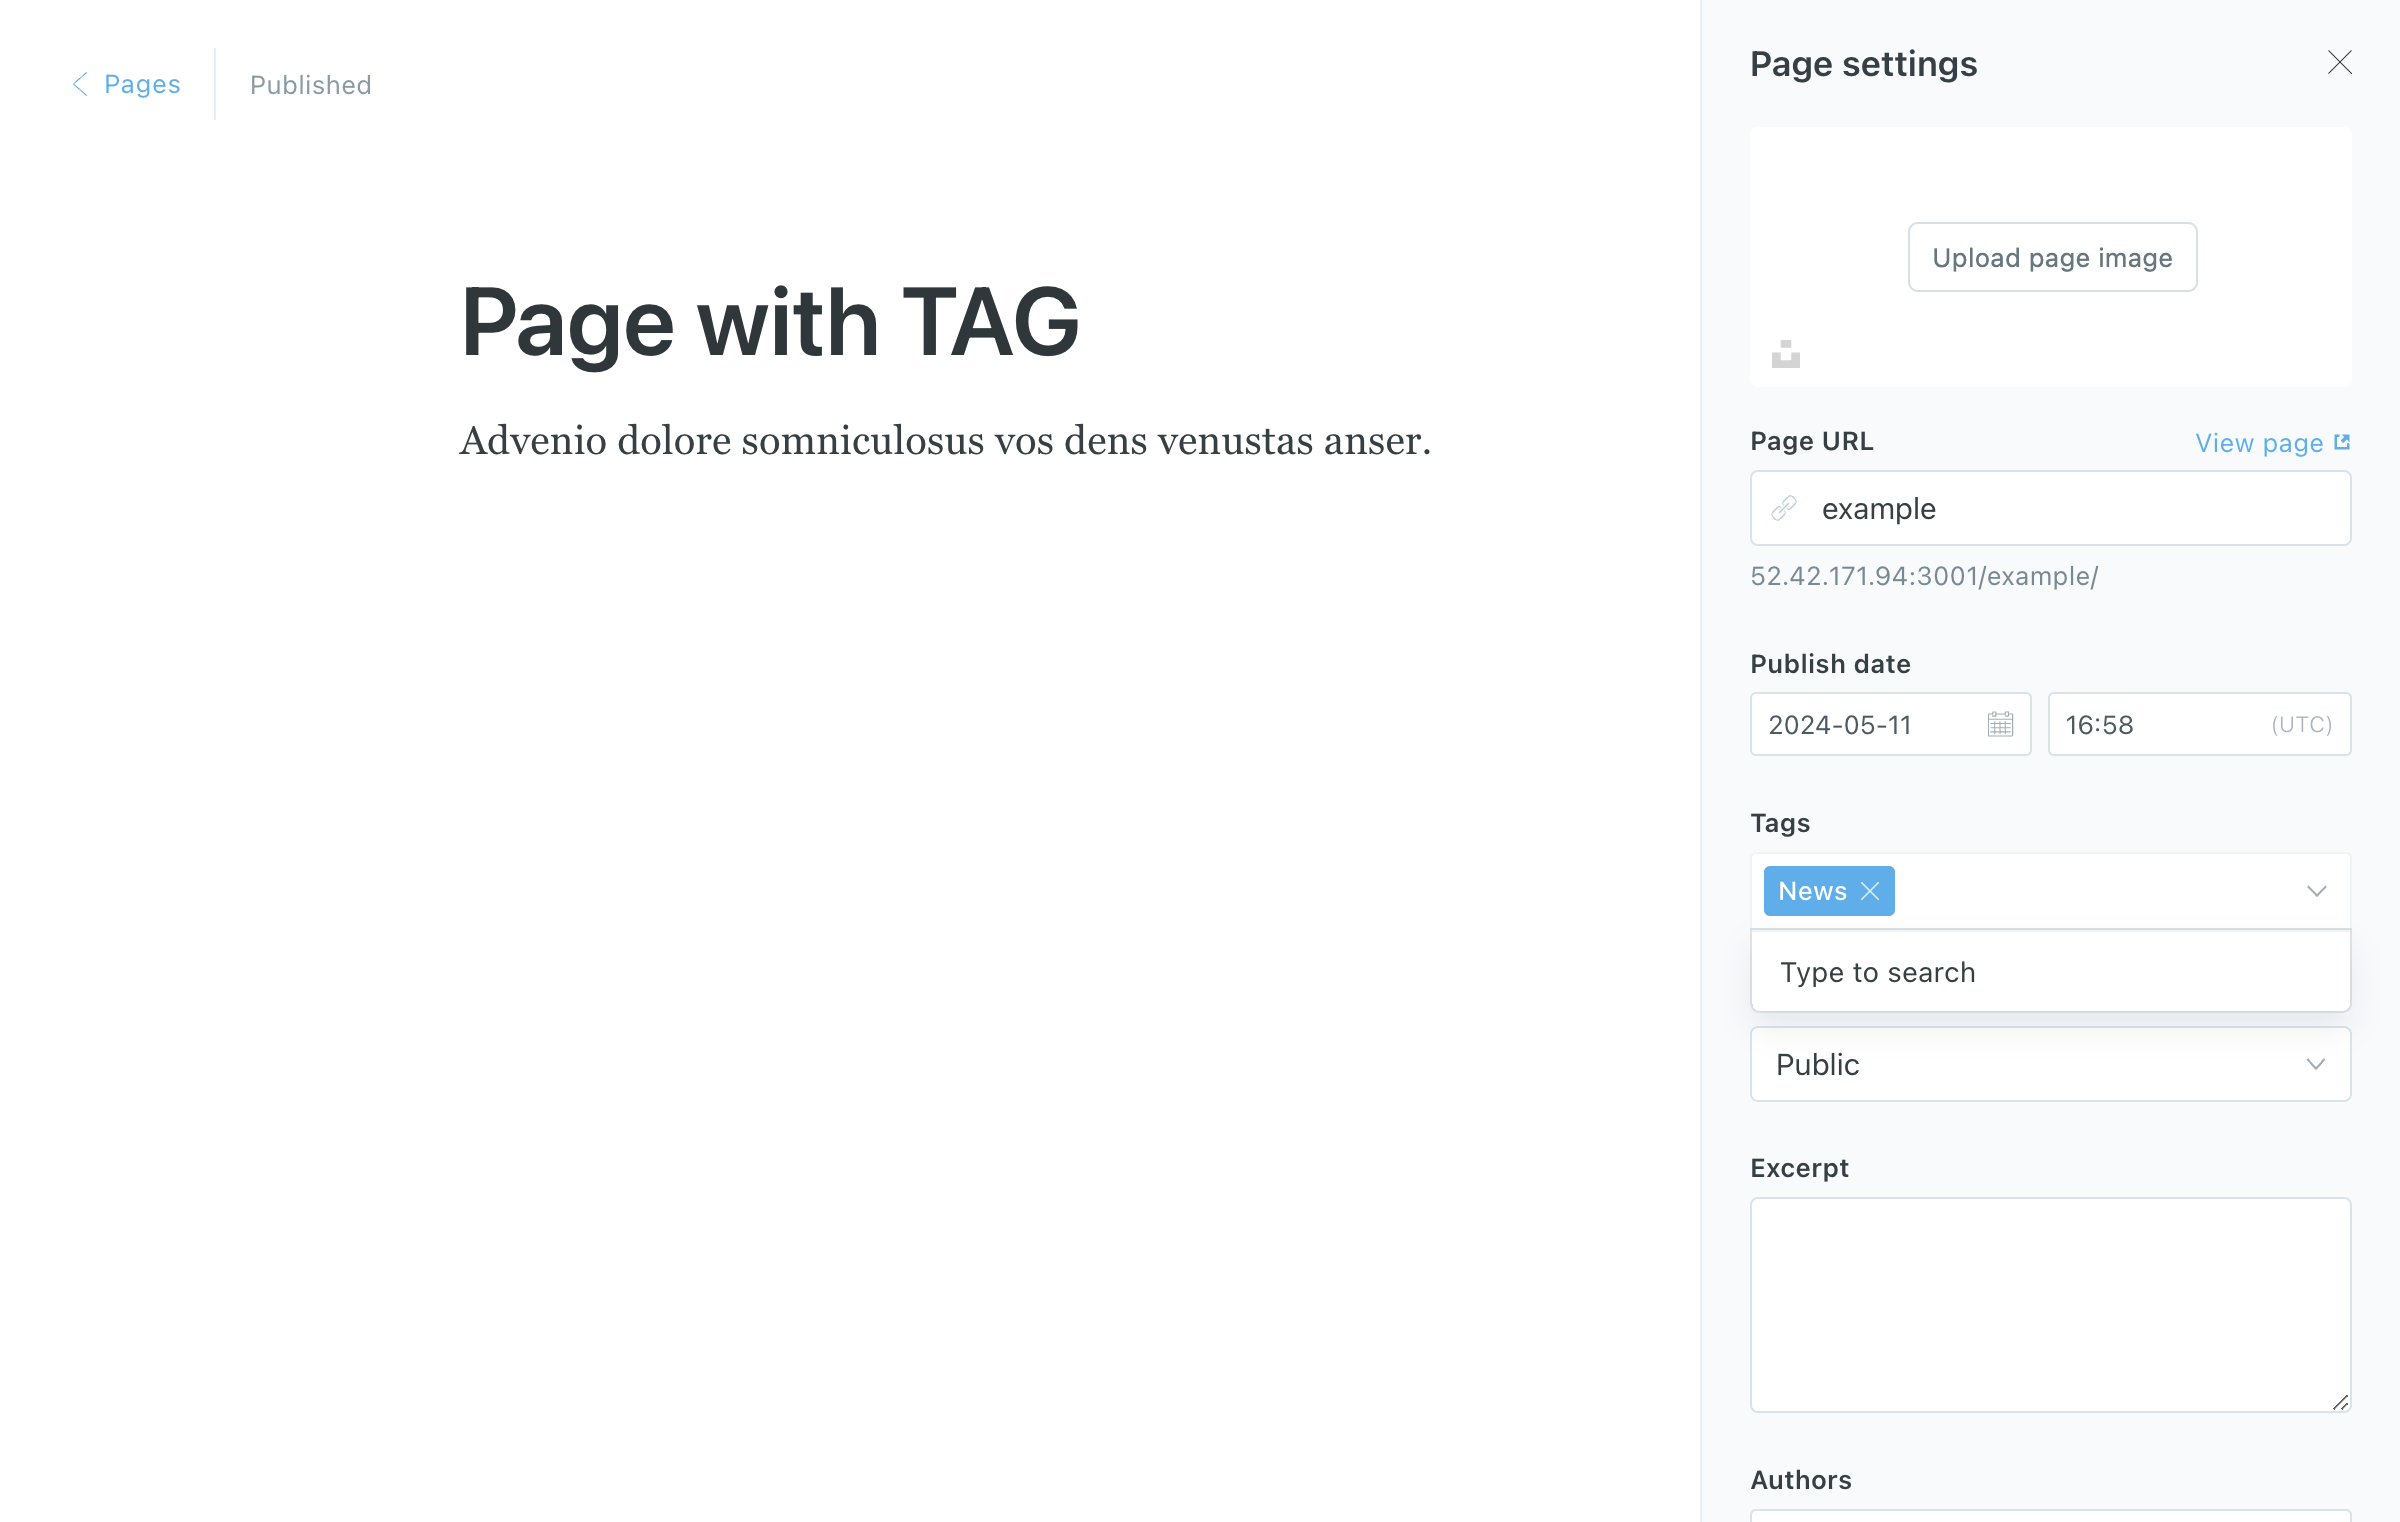 Pages
Published
Page with TAG
Advenio dolore somniculosus vos dens venustas anser.
Page settings
Upload page image
Page URL
View page
example
52.42.171.94:3001/example/
Publish date
2024-05-11
16:58
(UTC)
Tags
News
Type to search
Public
Excerpt
Authors